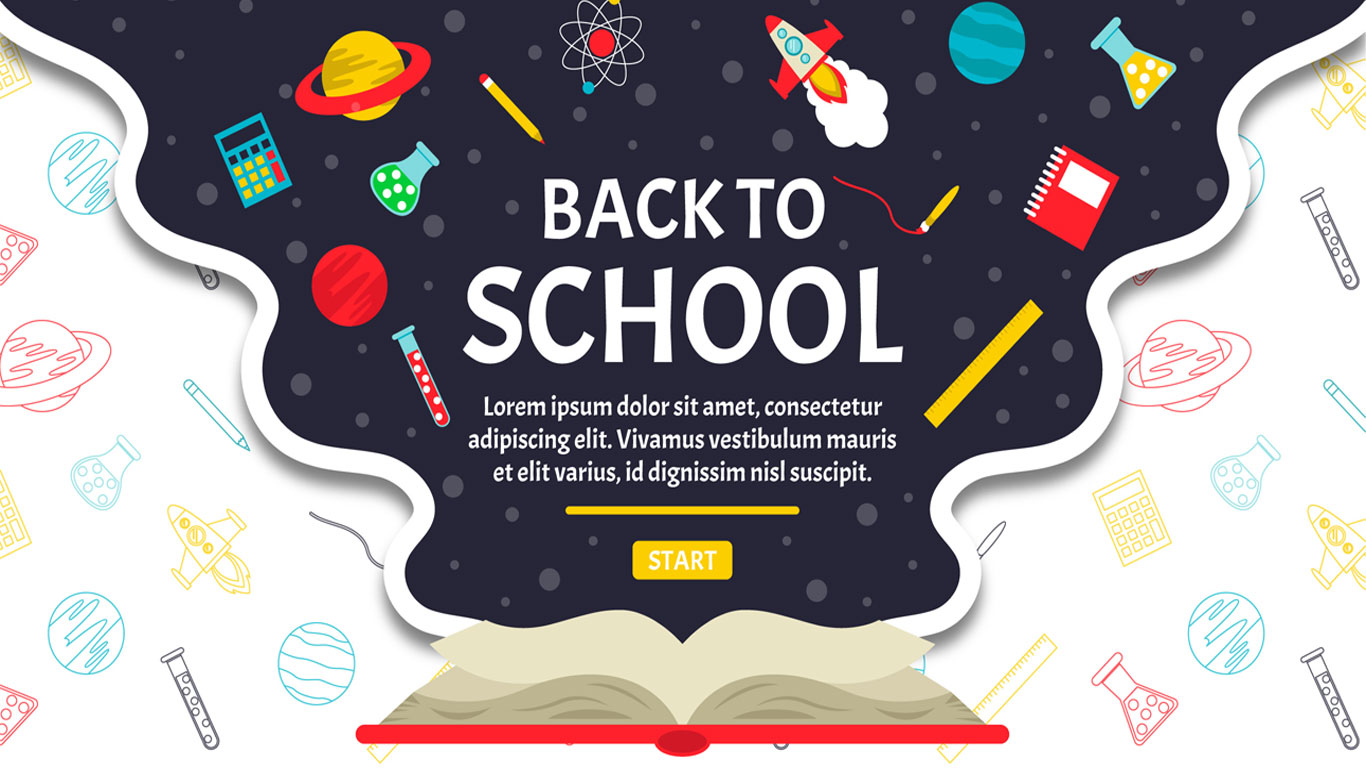 BACK TO
SCHOOL
Lorem ipsum dolor sit amet, consectetur
adipiscing elit. Vivamus vestibulum mauris
et elit varius, id dignissim nisl suscipit.
START